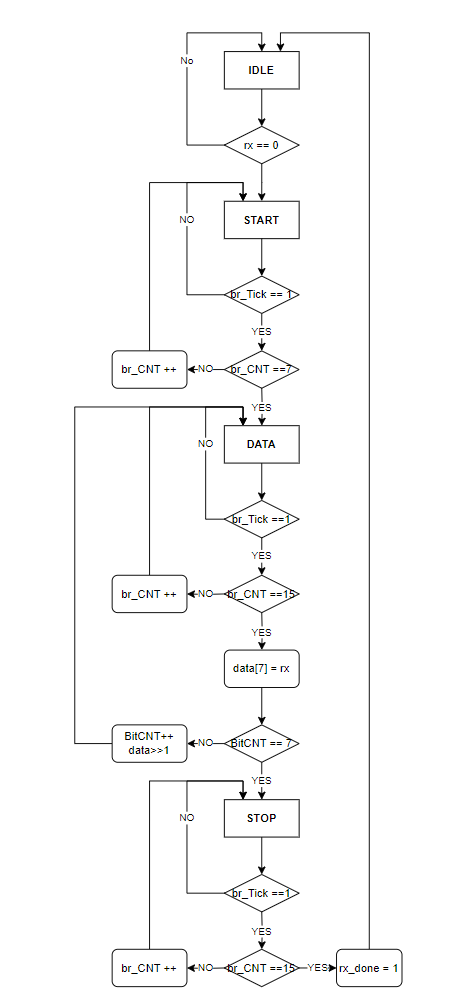 No
IDLE
rx == 0
NO
START
br_Tick == 1
YES
br_CNT ++
NO
br_CNT ==7
YES
NO
DATA
br_Tick ==1
YES
br_CNT ++
NO
br_CNT ==15
YES
data[7] = rx
BitCNT++
data>>1
NO
BitCNT == 7
YES
NO
STOP
br_Tick ==1
YES
br_CNT ++
NO
br_CNT ==15
YES
rx_done = 1